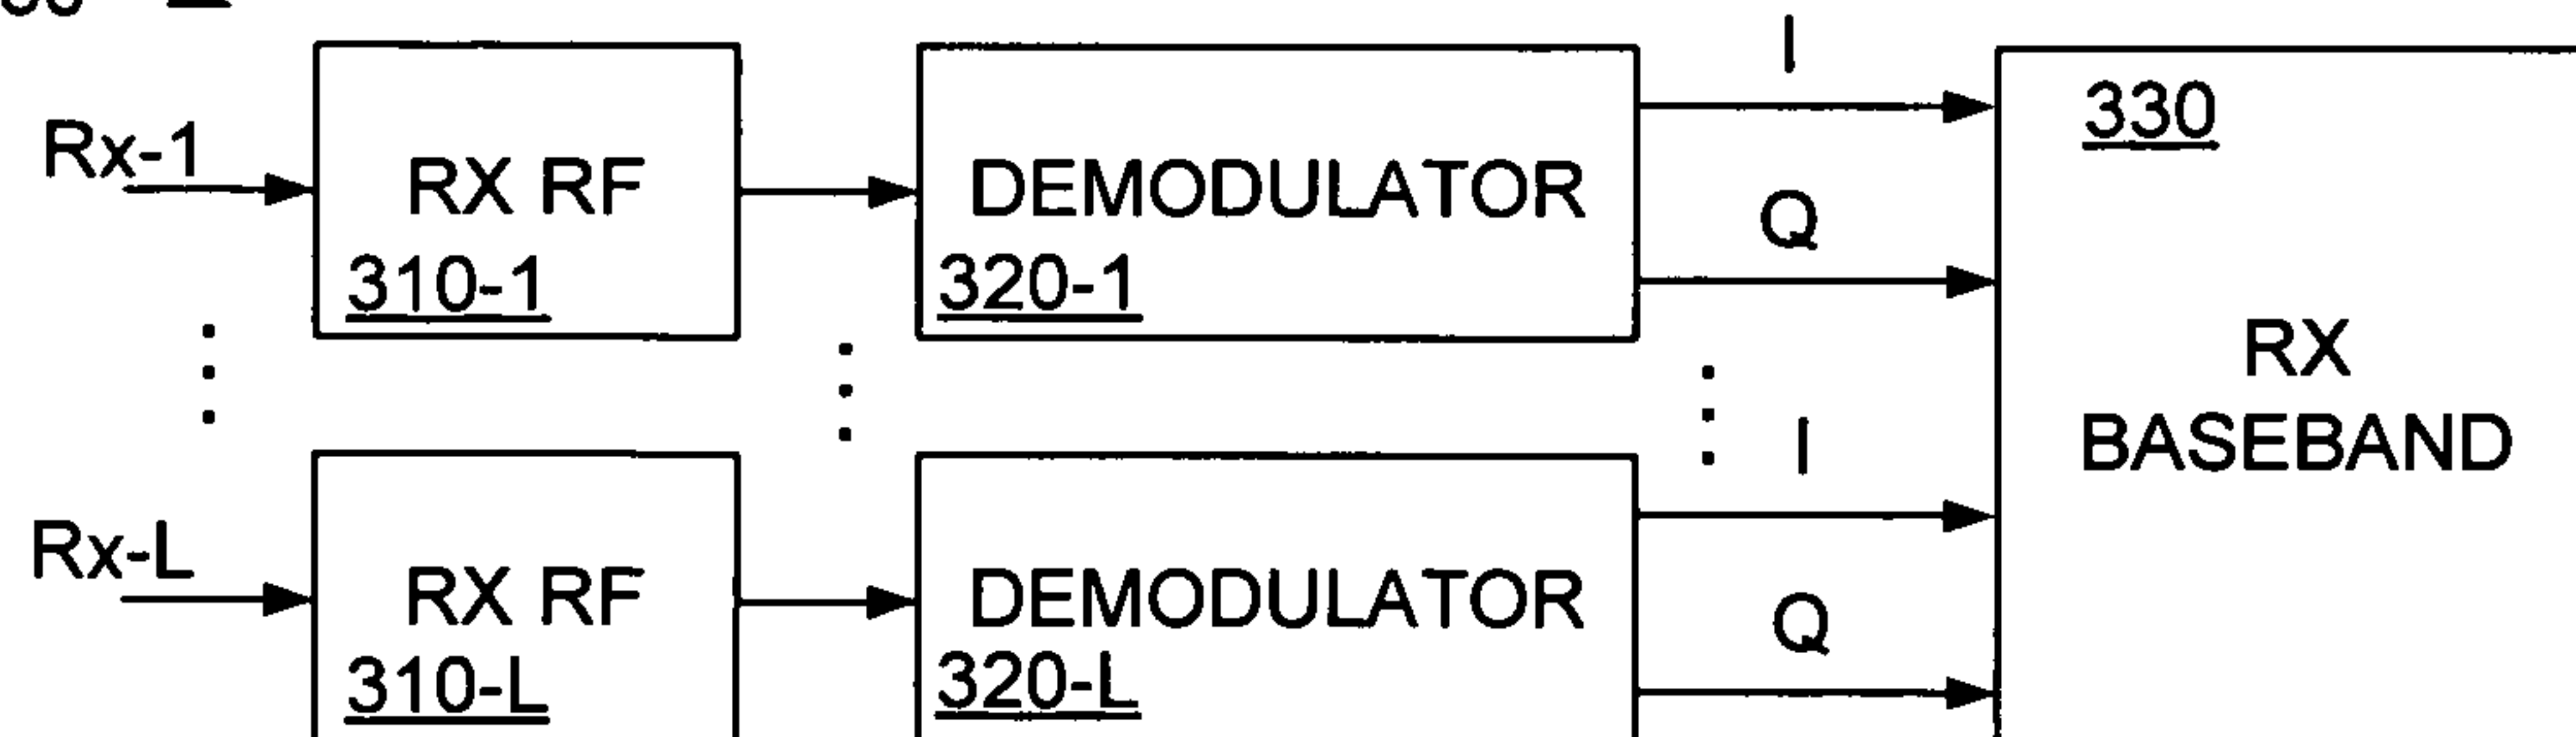 I
330
Rx-1
RX RF
DEMODULATOR
Q
310-1
320-1
RX
BASEBAND
I
Rx-L
RX RF
DEMODULATOR
Q
310-L
320-L